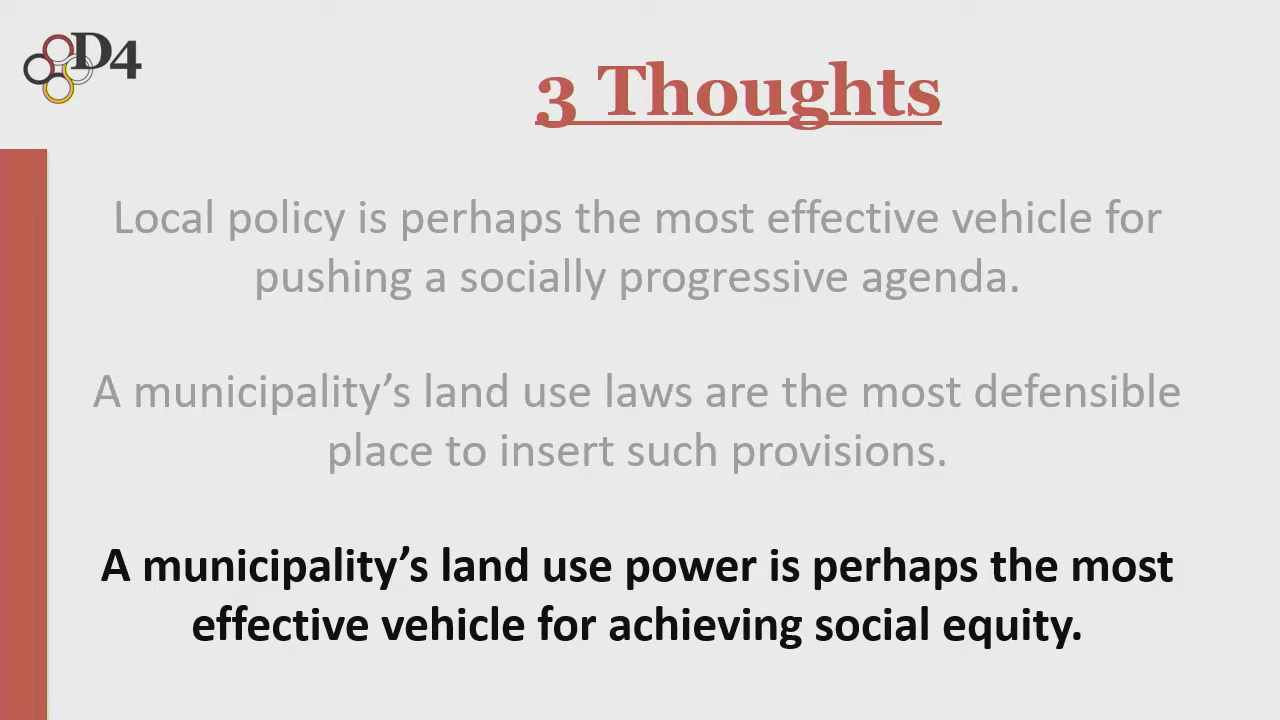 D4
3 Thoughts
Local policy is perhaps the most effective vehicle for
pushing a socially progressive agenda.
A municipality’s land use laws are the most defensible
place to insert such provisions.
A municipality’s land use power is perhaps the most
effective vehicle for achieving social equity.